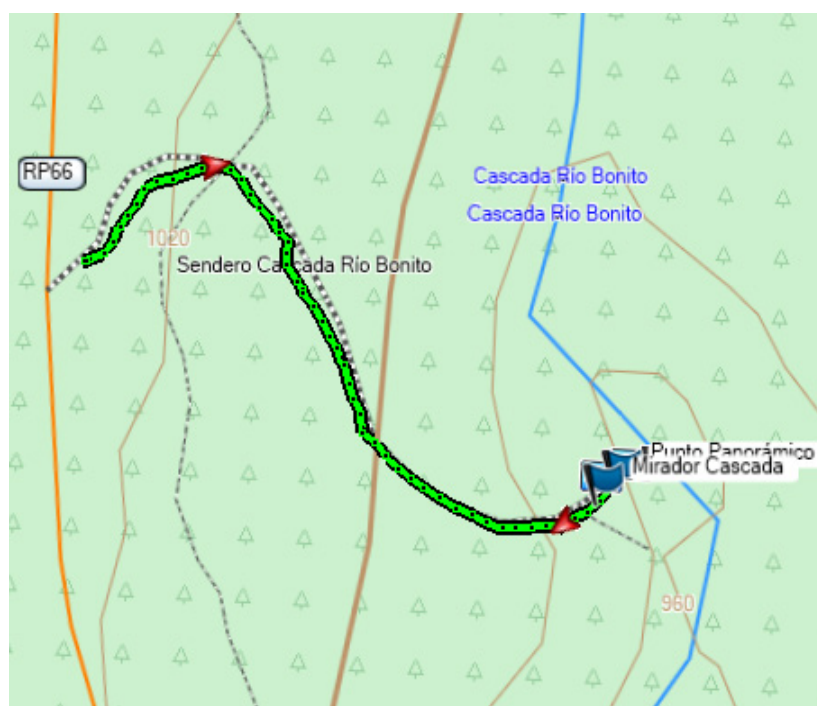 RP66
Cascada Río Bonito
Cascada Río Bonito
1020
Sendero Cascada Río Bonito
Punto Panorámico
Mirador Cascada
960